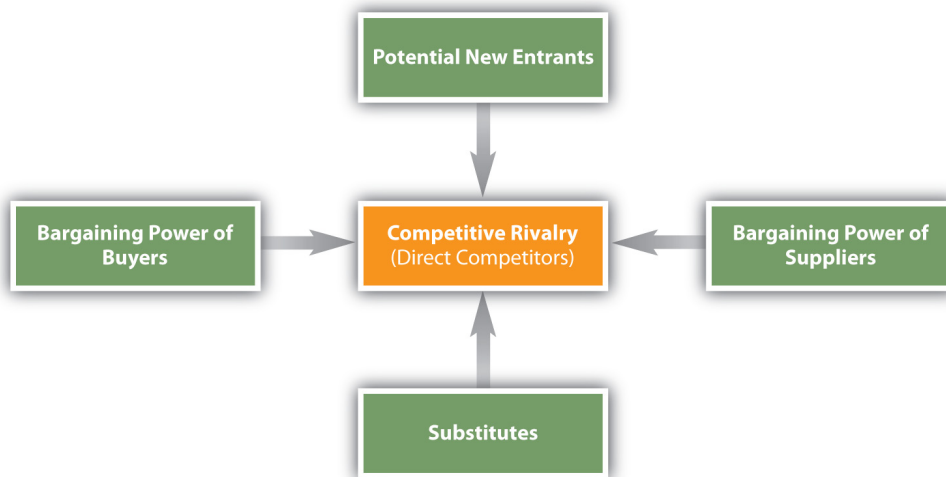 Potential New Entrants
Bargaining Power of
Buyers
Competitive Rivalry
(Direct Competitors)
Bargaining Power of
Suppliers
Substitutes